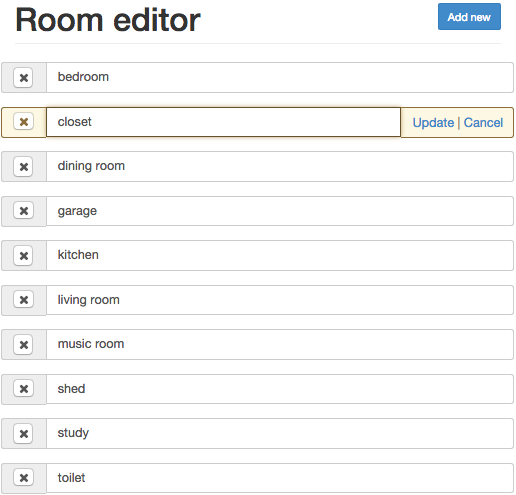 Room editor
Add new
bedroom
closet
Update | Cancel
dining room
garage
kitchen
living room
music room
shed
study
toilet